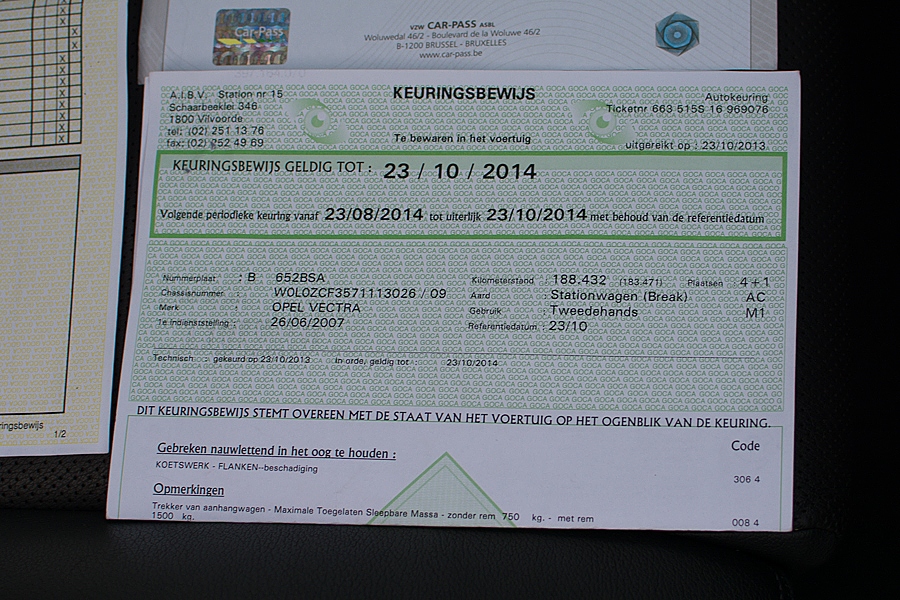 Car-Pass
vzw CAR-PASS ASBL
Woluwedal 46/2 - Boulevard de la Woluwe 46/2
B-1200 BRUSSEL - BRUXELLES
www.car-pass.be
A.I.B.V. Station nr 15
Schaarbeeklei 346
1800 Vilvoorde
tel: (02) 251 13 76
fax: (02) 252 49 69
KEURINGSBEWIJS
Te bewaren in het voertuig
Autokeuring
Ticketnr 663 515S 16 969076
uitgereikt op : 23/10/2013
KEURINGSBEWIJS GELDIG TOT : 23 / 10 / 2014
Volgende periodieke keuring vanaf 23/08/2014 tot uiterlijk 23/10/2014 met behoud van de referentiedatum
Nummerplaat : B 652BSA
Chassisnummer : W0L0ZCF3571113026 / 09
Merk OPEL VECTRA
1e indienststelling : 26/06/2007
Kilometerstand : 188.432 (183.471) Plaatsen 4+1
Aard : Stationwagen (Break) AC
Gebruik : Tweedehands M1
Referentiedatum : 23/10
Technisch : gekeurd op 23/10/2013 In orde, geldig tot 23/10/2014
DIT KEURINGSBEWIJS STEMT OVEREEN MET DE STAAT VAN HET VOERTUIG OP HET OGENBLIK VAN DE KEURING.
Gebreken nauwlettend in het oog te houden : Code
KOETSWERK - FLANKEN--beschadiging 306 4
Opmerkingen
Trekker van aanhangwagen - Maximale Toegelaten Sleepbare Massa - zonder rem 750 kg. - met rem 008 4
1500 kg.
ringsbewijs
1/2